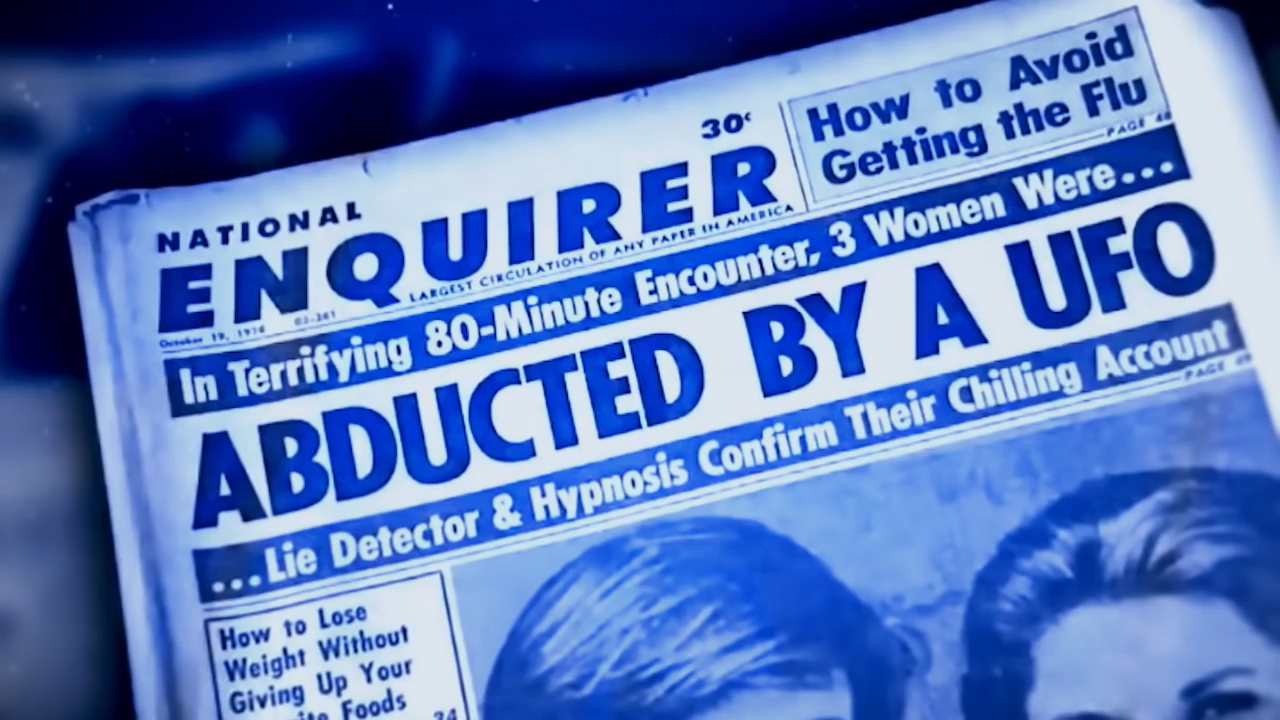 30¢
How to Avoid
Getting the Flu
PAGE 48
NATIONAL
ENQUIRER
LARGEST CIRCULATION OF ANY PAPER IN AMERICA
October 19, 1976 02-261
In Terrifying 80-Minute Encounter, 3 Women Were...
ABDUCTED BY A UFO
...Lie Detector & Hypnosis Confirm Their Chilling Account
PAGE
How to Lose
Weight Without
Giving Up Your
Foods
34